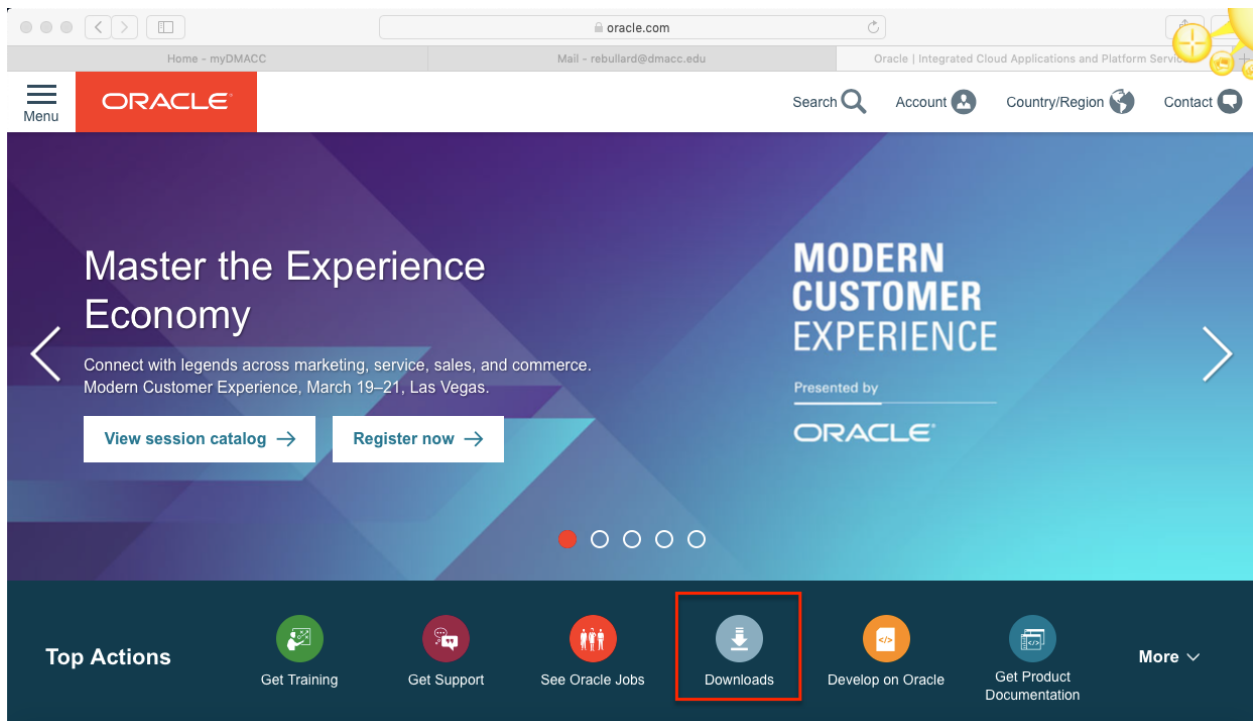 oracle.com
Home - myDMACC
Mail - rebullard@dmacc.edu
Oracle | Integrated Cloud Applications and Platform Servic
Menu
ORACLE
Search
Account
Country/Region
Contact
Master the Experience
Economy
Connect with legends across marketing, service, sales, and commerce.
Modern Customer Experience, March 19–21, Las Vegas.
View session catalog →
Register now →
MODERN
CUSTOMER
EXPERIENCE
Presented by
ORACLE
Top Actions
Get Training
Get Support
See Oracle Jobs
Downloads
Develop on Oracle
Get Product
Documentation
More